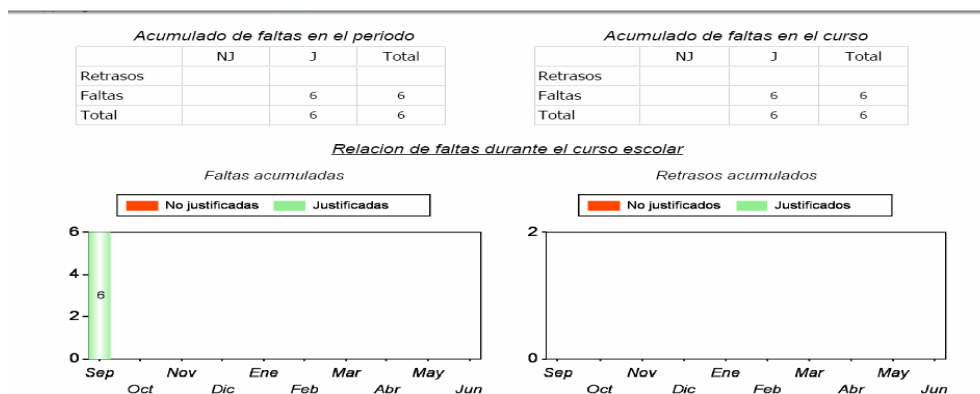 Acumulado de faltas en el periodo
NJ J Total
Retrasos
Faltas 6 6
Total 6 6
Acumulado de faltas en el curso
NJ J Total
Retrasos
Faltas 6 6
Total 6 6
Relacion de faltas durante el curso escolar
Faltas acumuladas
No justificadas Justificadas
6
4
2
0
6
Sep Nov Ene Mar May
Oct Dic Feb Abr Jun
Retrasos acumulados
No justificados Justificados
2
0
Sep Nov Ene Mar May
Oct Dic Feb Abr Jun